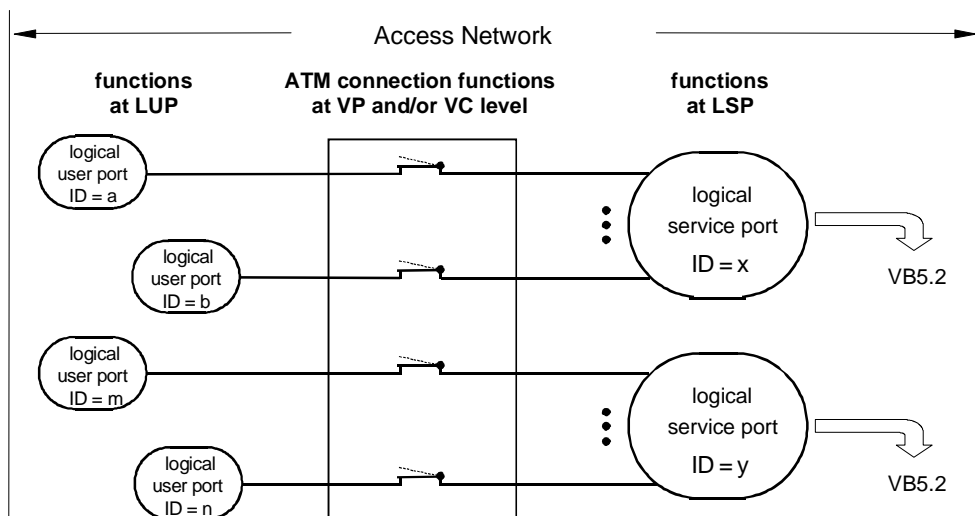 Access Network
functions
at LUP
ATM connection functions
at VP and/or VC level
functions
at LSP
logical
user port
ID = a
logical
user port
ID = b
logical
service port
ID = x
VB5.2
logical
user port
ID = m
logical
user port
ID = n
logical
service port
ID = y
VB5.2